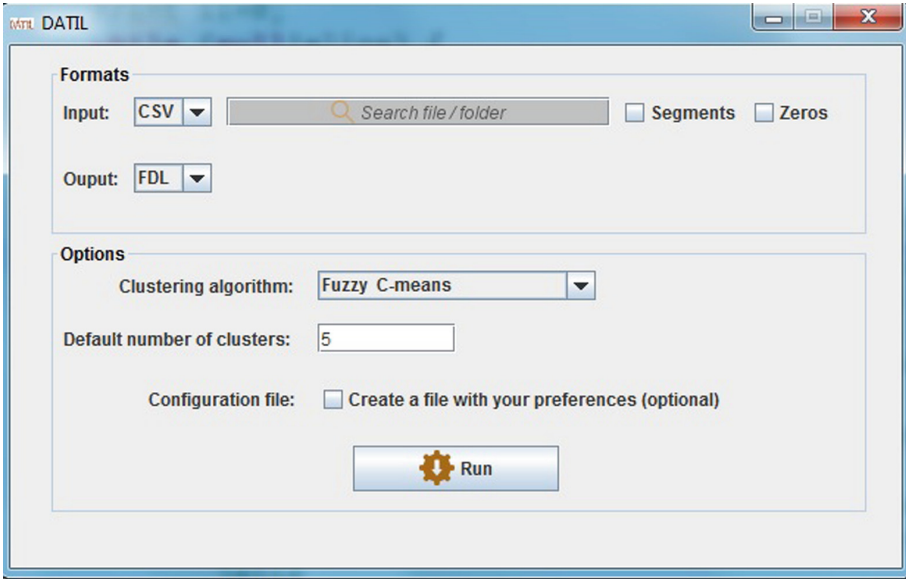 DATIL DATIL
Formats
Input: CSV Search file / folder Segments Zeros
Ouput: FDL
Options
Clustering algorithm: Fuzzy C-means
Default number of clusters: 5
Configuration file: Create a file with your preferences (optional)
Run